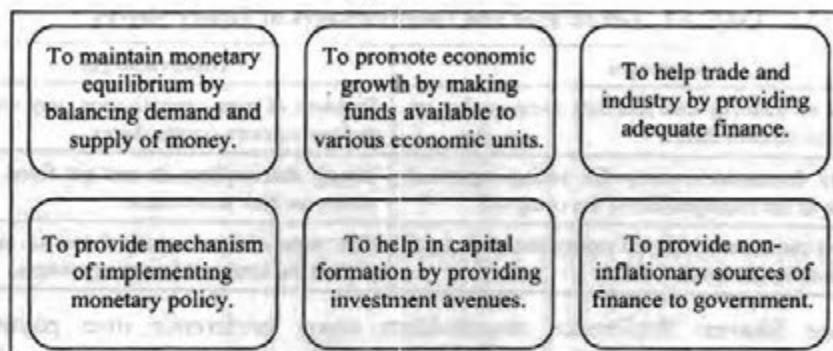 To maintain monetary
equilibrium by
balancing demand and
supply of money.
To promote economic
growth by making
funds available to
various economic units.
To help trade and
industry by providing
adequate finance.
To provide mechanism
of implementing
monetary policy.
To help in capital
formation by providing
investment avenues.
To provide non-
inflationary sources of
finance to government.